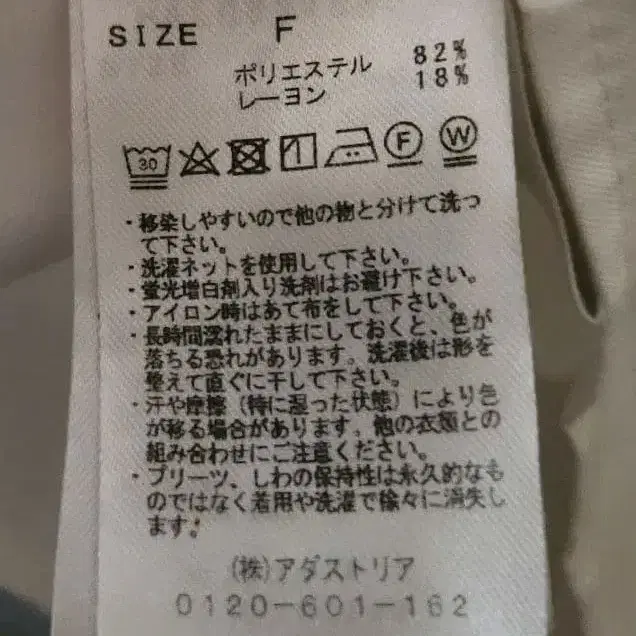 SIZE F
ポリエステル 82%
レーヨン 18%
30 F W
・移染しやすいので他の物と分けて洗っ
て下さい。
・洗濯ネットを使用して下さい。
・蛍光増白剤入り洗剤はお避け下さい。
・アイロン時はあて布をして下さい。
・長時間濡れたままにしておくと、色が
落ちる恐れがあります。洗濯後は形を
整えて直ぐに干して下さい。
・汗や摩擦（特に湿った状態）により色
が移る場合があります。他の衣類との
組み合わせにご注意ください。
・プリーツ、しわの保持性は永久的なも
のではなく着用や洗濯で徐々に消失し
ます。
(株)アダストリア
0120-601-162